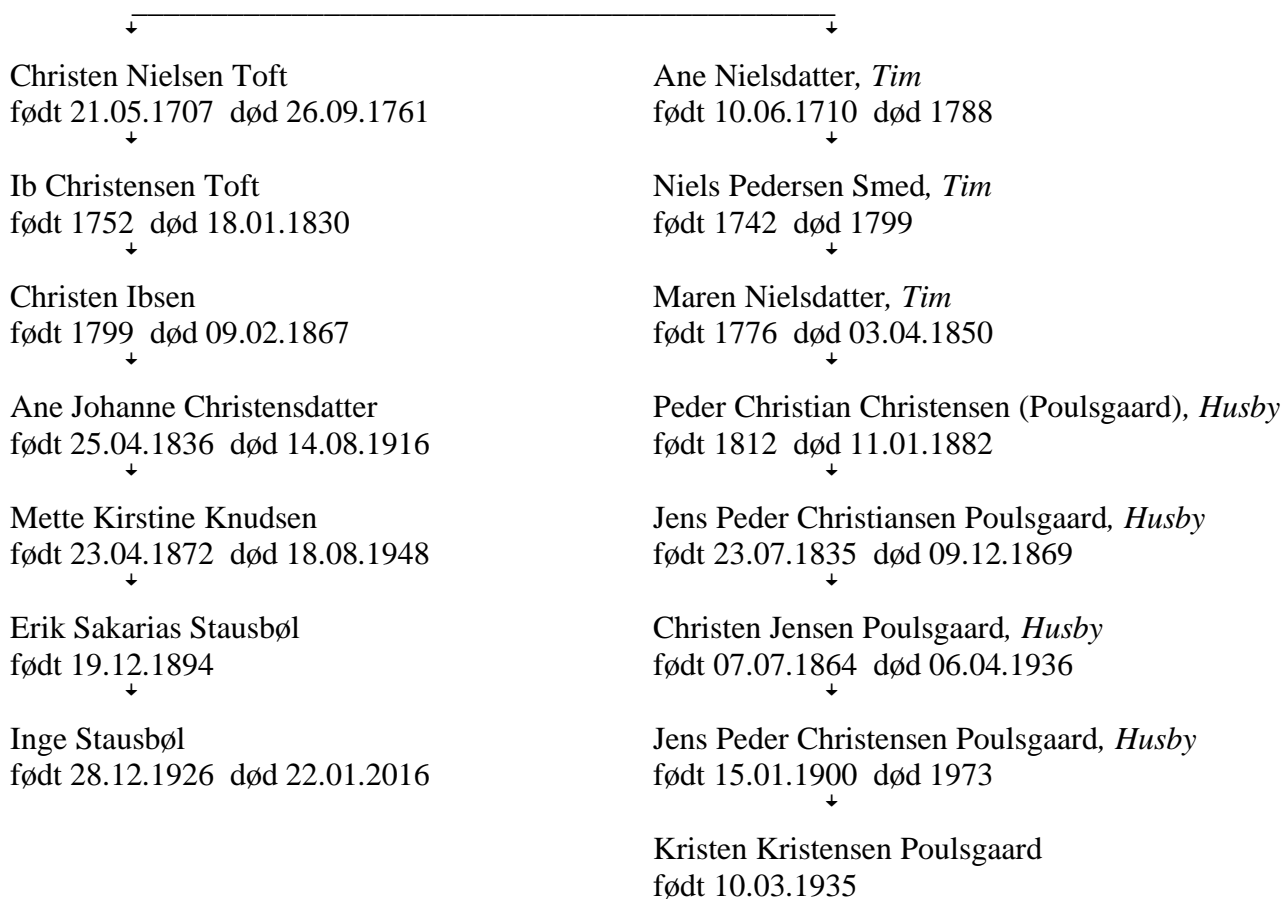 Christen Nielsen Toft
født 21.05.1707 død 26.09.1761
Ib Christensen Toft
født 1752 død 18.01.1830
Christen Ibsen
født 1799 død 09.02.1867
Ane Johanne Christensdatter
født 25.04.1836 død 14.08.1916
Mette Kirstine Knudsen
født 23.04.1872 død 18.08.1948
Erik Sakarias Stausbøl
født 19.12.1894
Inge Stausbøl
født 28.12.1926 død 22.01.2016
Ane Nielsdatter, Tim
født 10.06.1710 død 1788
Niels Pedersen Smed, Tim
født 1742 død 1799
Maren Nielsdatter, Tim
født 1776 død 03.04.1850
Peder Christian Christensen (Poulsgaard), Husby
født 1812 død 11.01.1882
Jens Peder Christiansen Poulsgaard, Husby
født 23.07.1835 død 09.12.1869
Christen Jensen Poulsgaard, Husby
født 07.07.1864 død 06.04.1936
Jens Peder Christensen Poulsgaard, Husby
født 15.01.1900 død 1973
Kristen Kristensen Poulsgaard
født 10.03.1935